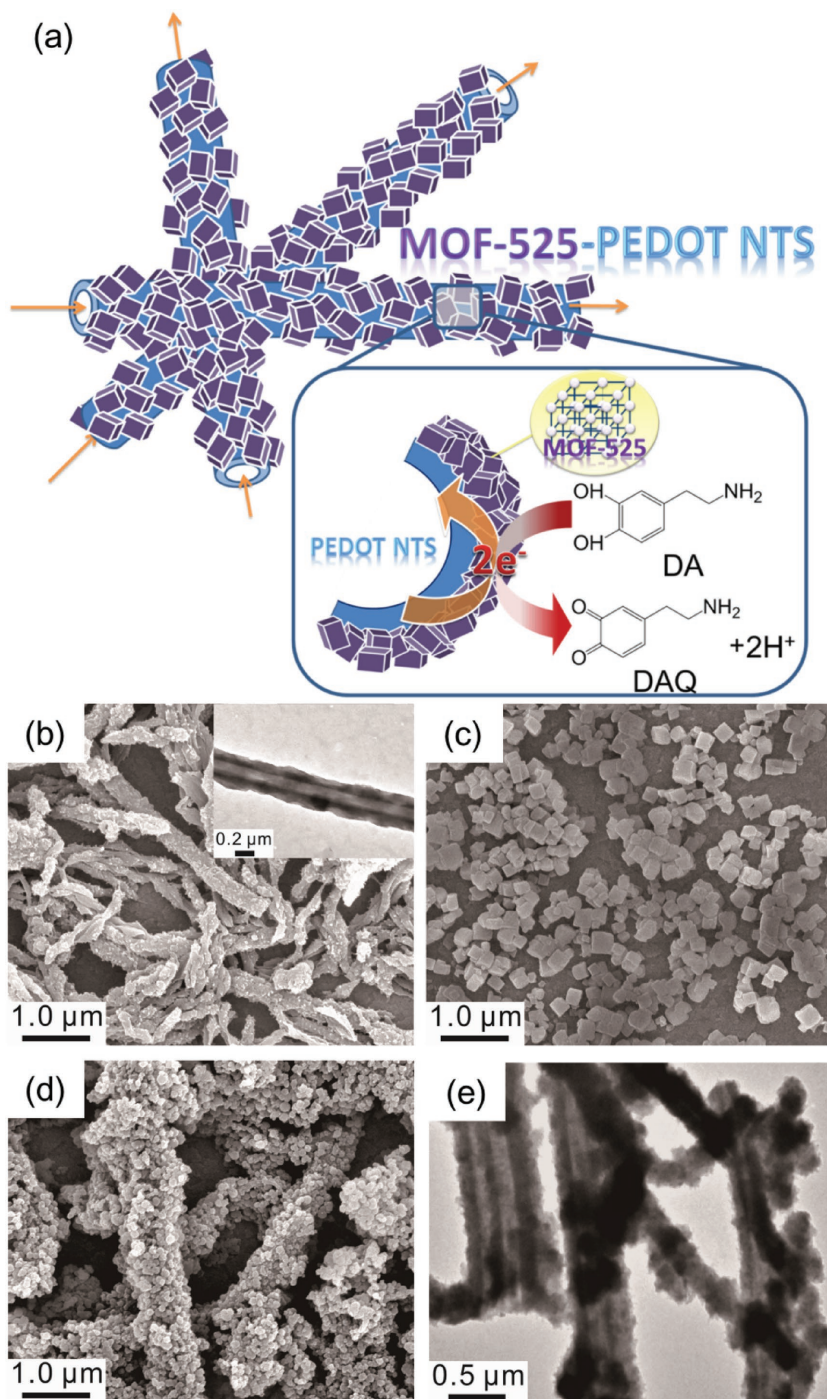 (a)
MOF-525-PEDOT NTS
MOF-525
PEDOT NTS
2e⁻
OH
OH
NH₂
DA
O
O
NH₂
+2H⁺
DAQ
(b)
0.2 µm
1.0 µm
(c)
1.0 µm
(d)
1.0 µm
(e)
0.5 µm